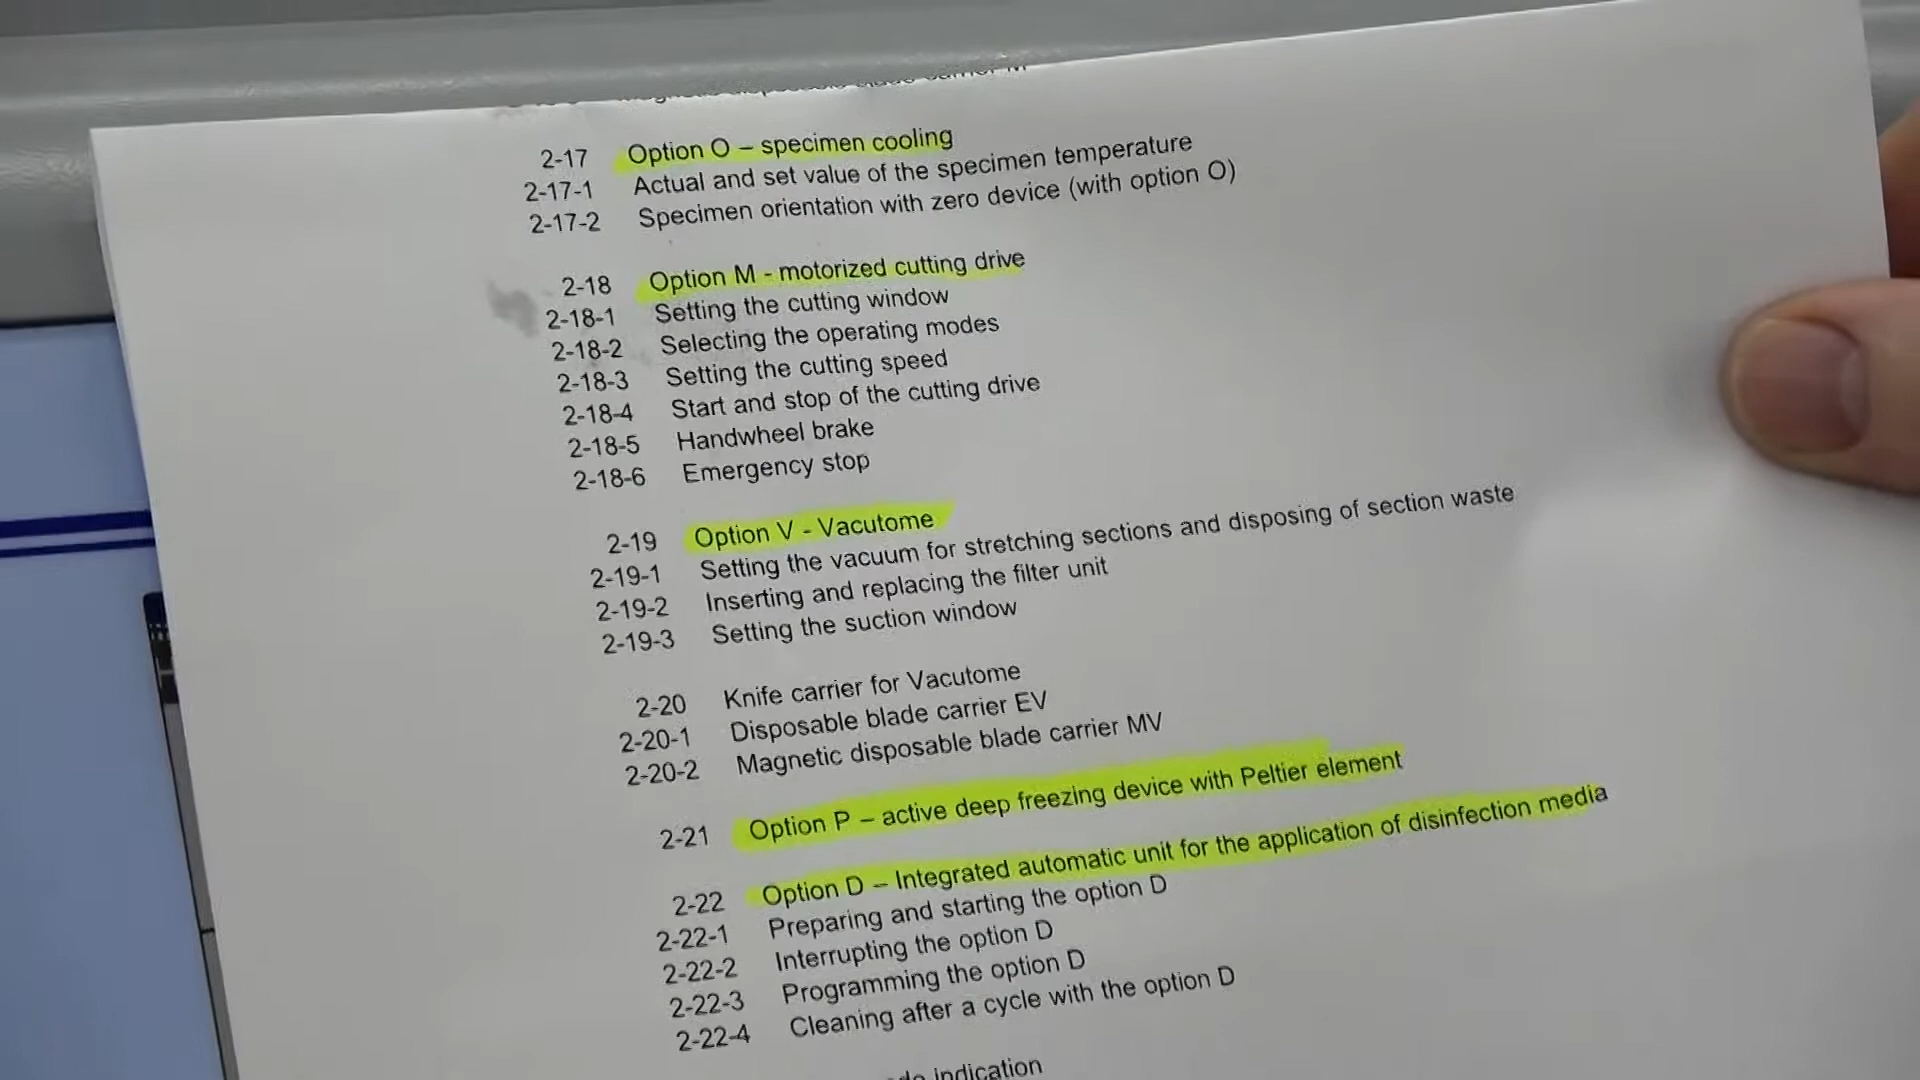 2-17 Option O – specimen cooling
2-17-1 Actual and set value of the specimen temperature
2-17-2 Specimen orientation with zero device (with option O)
2-18 Option M - motorized cutting drive
2-18-1 Setting the cutting window
2-18-2 Selecting the operating modes
2-18-3 Setting the cutting speed
2-18-4 Start and stop of the cutting drive
2-18-5 Handwheel brake
2-18-6 Emergency stop
2-19 Option V - Vacutome
2-19-1 Setting the vacuum for stretching sections and disposing of section waste
2-19-2 Inserting and replacing the filter unit
2-19-3 Setting the suction window
2-20 Knife carrier for Vacutome
2-20-1 Disposable blade carrier EV
2-20-2 Magnetic disposable blade carrier MV
2-21 Option P – active deep freezing device with Peltier element
2-22 Option D – Integrated automatic unit for the application of disinfection media
2-22-1 Preparing and starting the option D
2-22-2 Interrupting the option D
2-22-3 Programming the option D
2-22-4 Cleaning after a cycle with the option D
indication